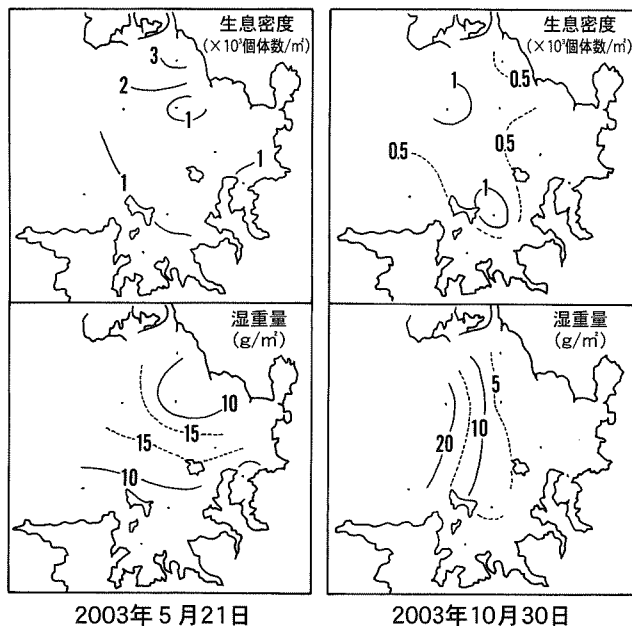 生息密度
(×10³個体数/㎡)
3
2
1
1
1
生息密度
(×10³個体数/㎡)
0.5
1
0.5
0.5
1
湿重量
(g/㎡)
10
15
15
10
湿重量
(g/㎡)
5
20
10
2003年5月21日
2003年10月30日